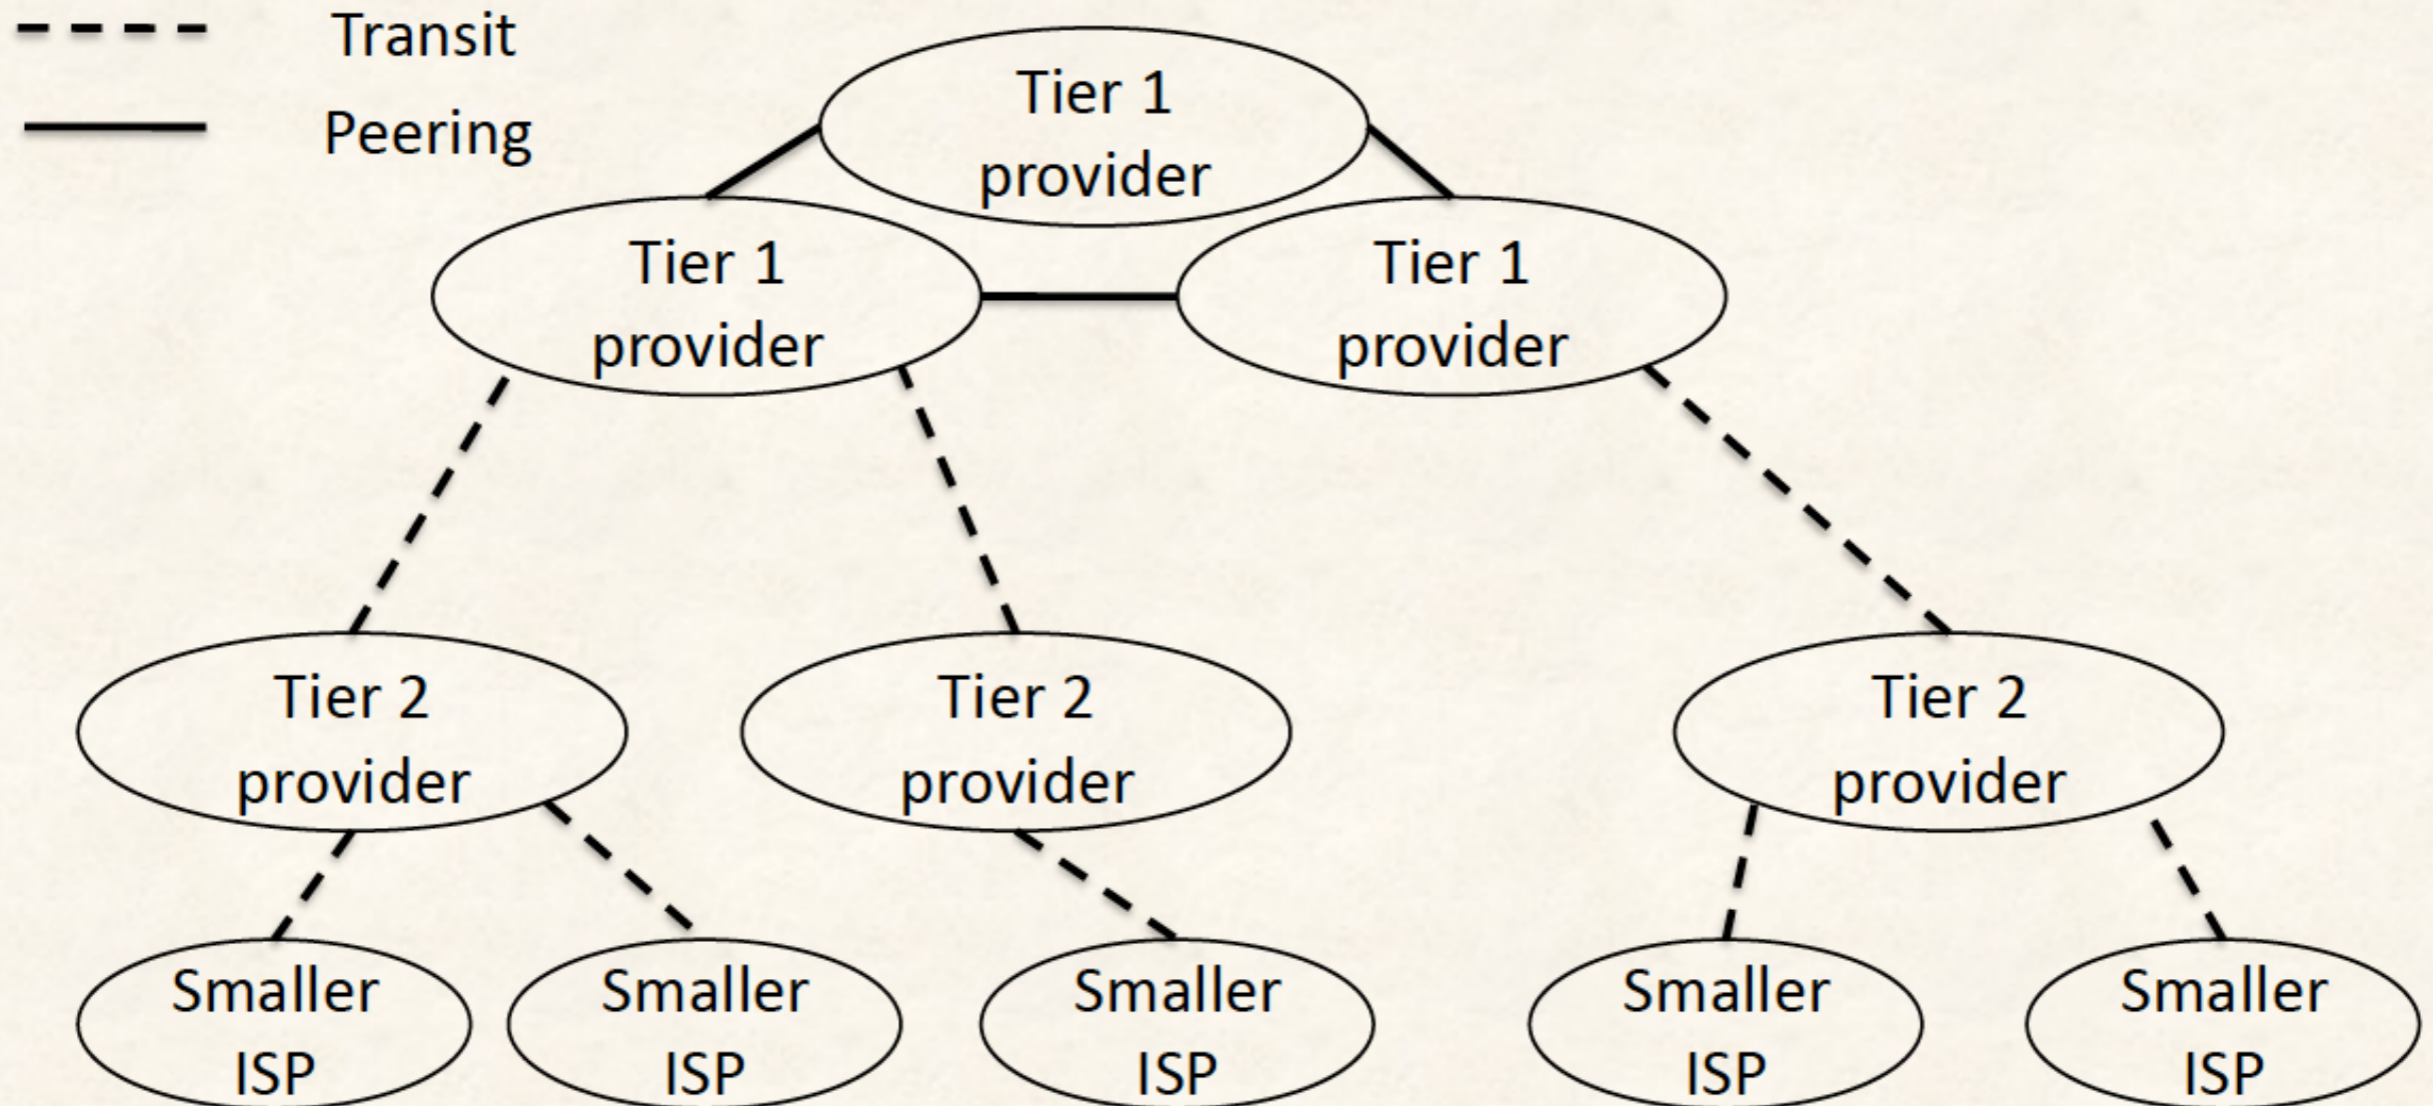 Transit
Peering
Tier 1
provider
Tier 1
provider
Tier 1
provider
Tier 2
provider
Tier 2
provider
Tier 2
provider
Smaller
ISP
Smaller
ISP
Smaller
ISP
Smaller
ISP
Smaller
ISP